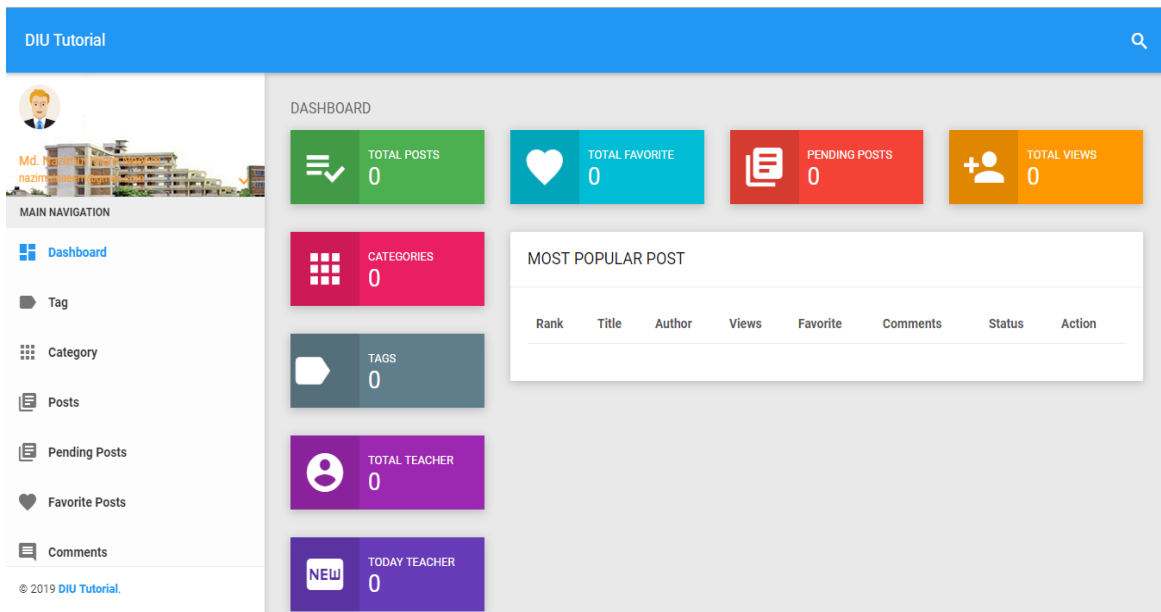 DIU Tutorial
Md.
MAIN NAVIGATION
Dashboard
Tag
Category
Posts
Pending Posts
Favorite Posts
Comments
© 2019 DIU Tutorial.
DASHBOARD
TOTAL POSTS
0
TOTAL FAVORITE
0
PENDING POSTS
0
TOTAL VIEWS
0
CATEGORIES
0
TAGS
0
TOTAL TEACHER
0
NEW
TODAY TEACHER
0
MOST POPULAR POST
Rank Title Author Views Favorite Comments Status Action